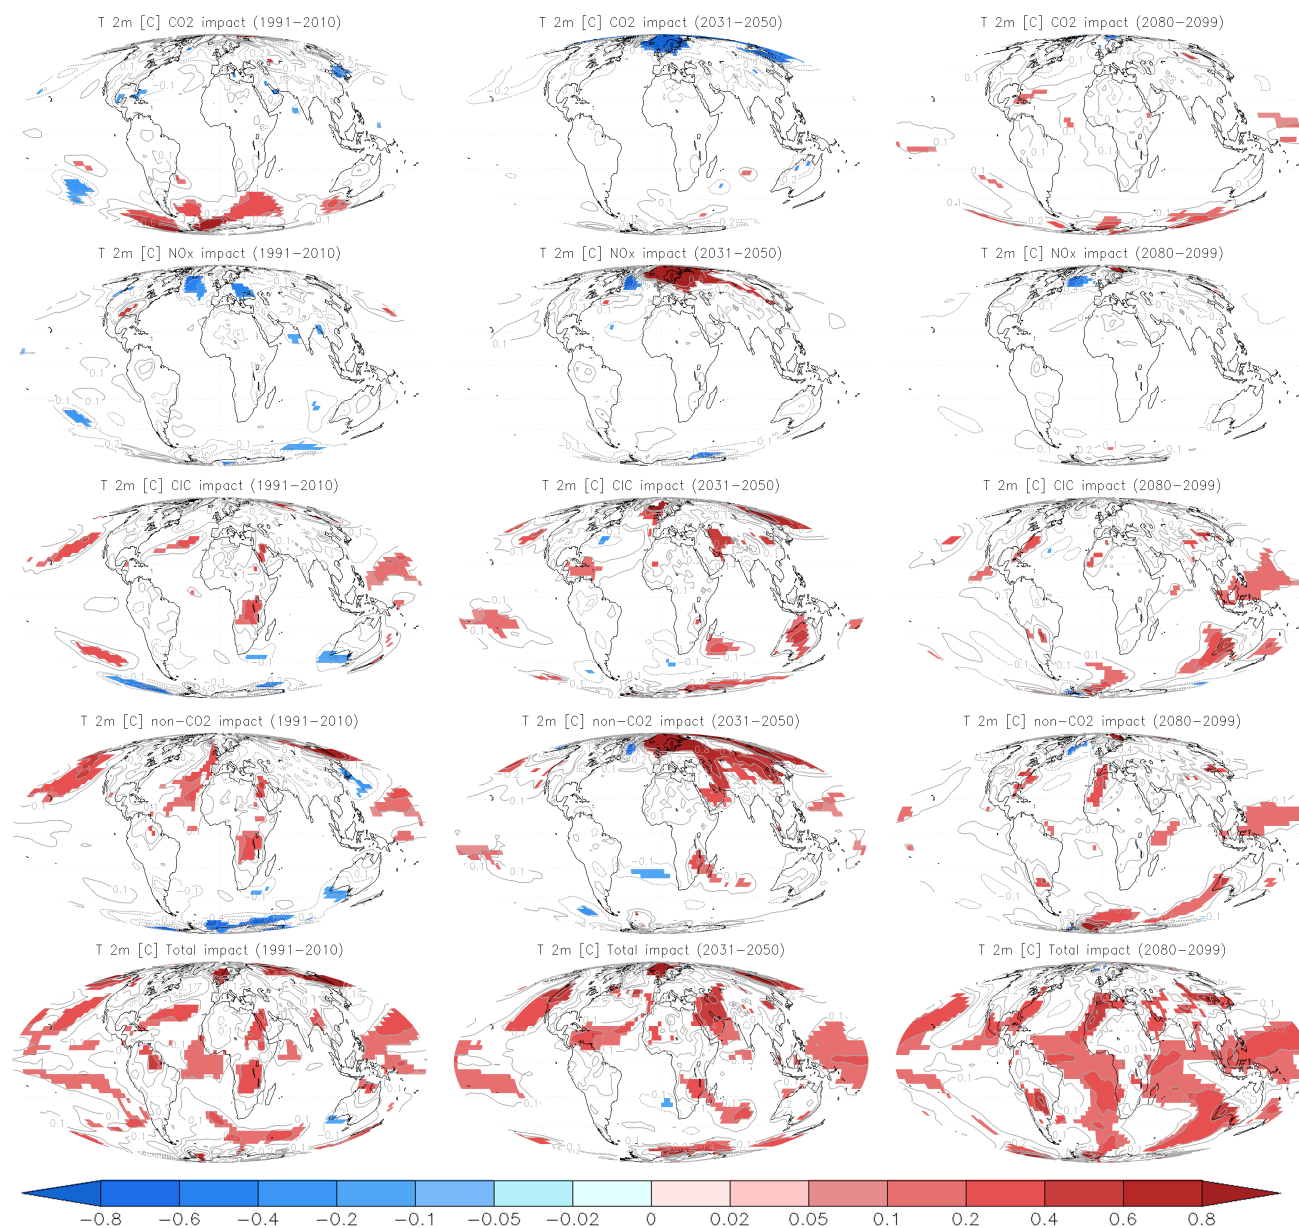 T 2m [C] CO2 impact (1991-2010)
T 2m [C] CO2 impact (2031-2050)
T 2m [C] CO2 impact (2080-2099)
T 2m [C] NOx impact (1991-2010)
T 2m [C] NOx impact (2031-2050)
T 2m [C] NOx impact (2080-2099)
T 2m [C] CIC impact (1991-2010)
T 2m [C] CIC impact (2031-2050)
T 2m [C] CIC impact (2080-2099)
T 2m [C] non-CO2 impact (1991-2010)
T 2m [C] non-CO2 impact (2031-2050)
T 2m [C] non-CO2 impact (2080-2099)
T 2m [C] Total impact (1991-2010)
T 2m [C] Total impact (2031-2050)
T 2m [C] Total impact (2080-2099)
-0.8 -0.6 -0.4 -0.2 -0.1 -0.05 -0.02 0 0.02 0.05 0.1 0.2 0.4 0.6 0.8